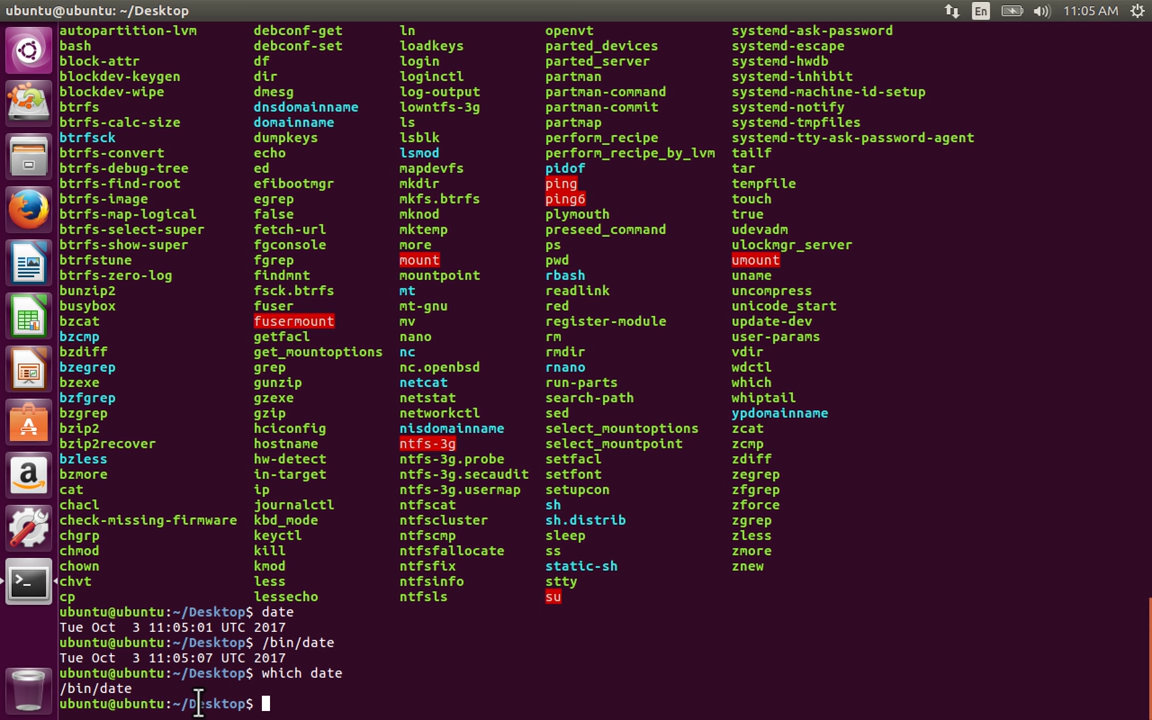 ubuntu@ubuntu: ~/Desktop En 11:05 AM
autopartition-lvm debconf-get ln openvt systemd-ask-password
bash debconf-set loadkeys parted_devices systemd-escape
block-attr df login parted_server systemd-hwdb
blockdev-keygen dir loginctl partman systemd-inhibit
blockdev-wipe dmesg log-output partman-command systemd-machine-id-setup
btrfs dnsdomainname lowntfs-3g partman-commit systemd-notify
btrfs-calc-size domainname ls partmap systemd-tmpfiles
btrfsck dumpkeys lsblk perform_recipe systemd-tty-ask-password-agent
btrfs-convert echo lsmod perform_recipe_by_lvm tailf
btrfs-debug-tree ed mapdevfs pidof tar
btrfs-find-root efibootmgr mkdir ping tempfile
btrfs-image egrep mkfs.btrfs ping6 touch
btrfs-map-logical false mknod plymouth true
btrfs-select-super fetch-url mktemp preseed_command udevadm
btrfs-show-super fgconsole more ps ulockmgr_server
btrfstune fgrep mount pwd umount
btrfs-zero-log findmnt mountpoint rbash uname
bunzip2 fsck.btrfs mt readlink uncompress
busybox fuser mt-gnu red unicode_start
bzcat fusermount mv register-module update-dev
bzcmp getfacl nano rm user-params
bzdiff get_mountoptions nc rmdir vdir
bzegrep grep nc.openbsd rnano wdctl
bzexe gunzip netcat run-parts which
bzfgrep gzexe netstat search-path whiptail
bzgrep gzip networkctl sed ypdomainname
bzip2 hciconfig nisdomainname select_mountoptions zcat
bzip2recover hostname ntfs-3g select_mountpoint zcmp
bzless hw-detect ntfs-3g.probe setfacl zdiff
bzmore in-target ntfs-3g.secaudit setfont zegrep
cat ip ntfs-3g.usermap setupcon zfgrep
chacl journalctl ntfscat sh zforce
check-missing-firmware kbd_mode ntfscluster sh.distrib zgrep
chgrp keyctl ntfscmp sleep zless
chmod kill ntfsfallocate ss zmore
chown kmod ntfsfix static-sh znew
chvt less ntfsinfo stty
cp lessecho ntfsls su
ubuntu@ubuntu:~/Desktop$ date
Tue Oct  3 11:05:01 UTC 2017
ubuntu@ubuntu:~/Desktop$ /bin/date
Tue Oct  3 11:05:07 UTC 2017
ubuntu@ubuntu:~/Desktop$ which date
/bin/date
ubuntu@ubuntu:~/Desktop$